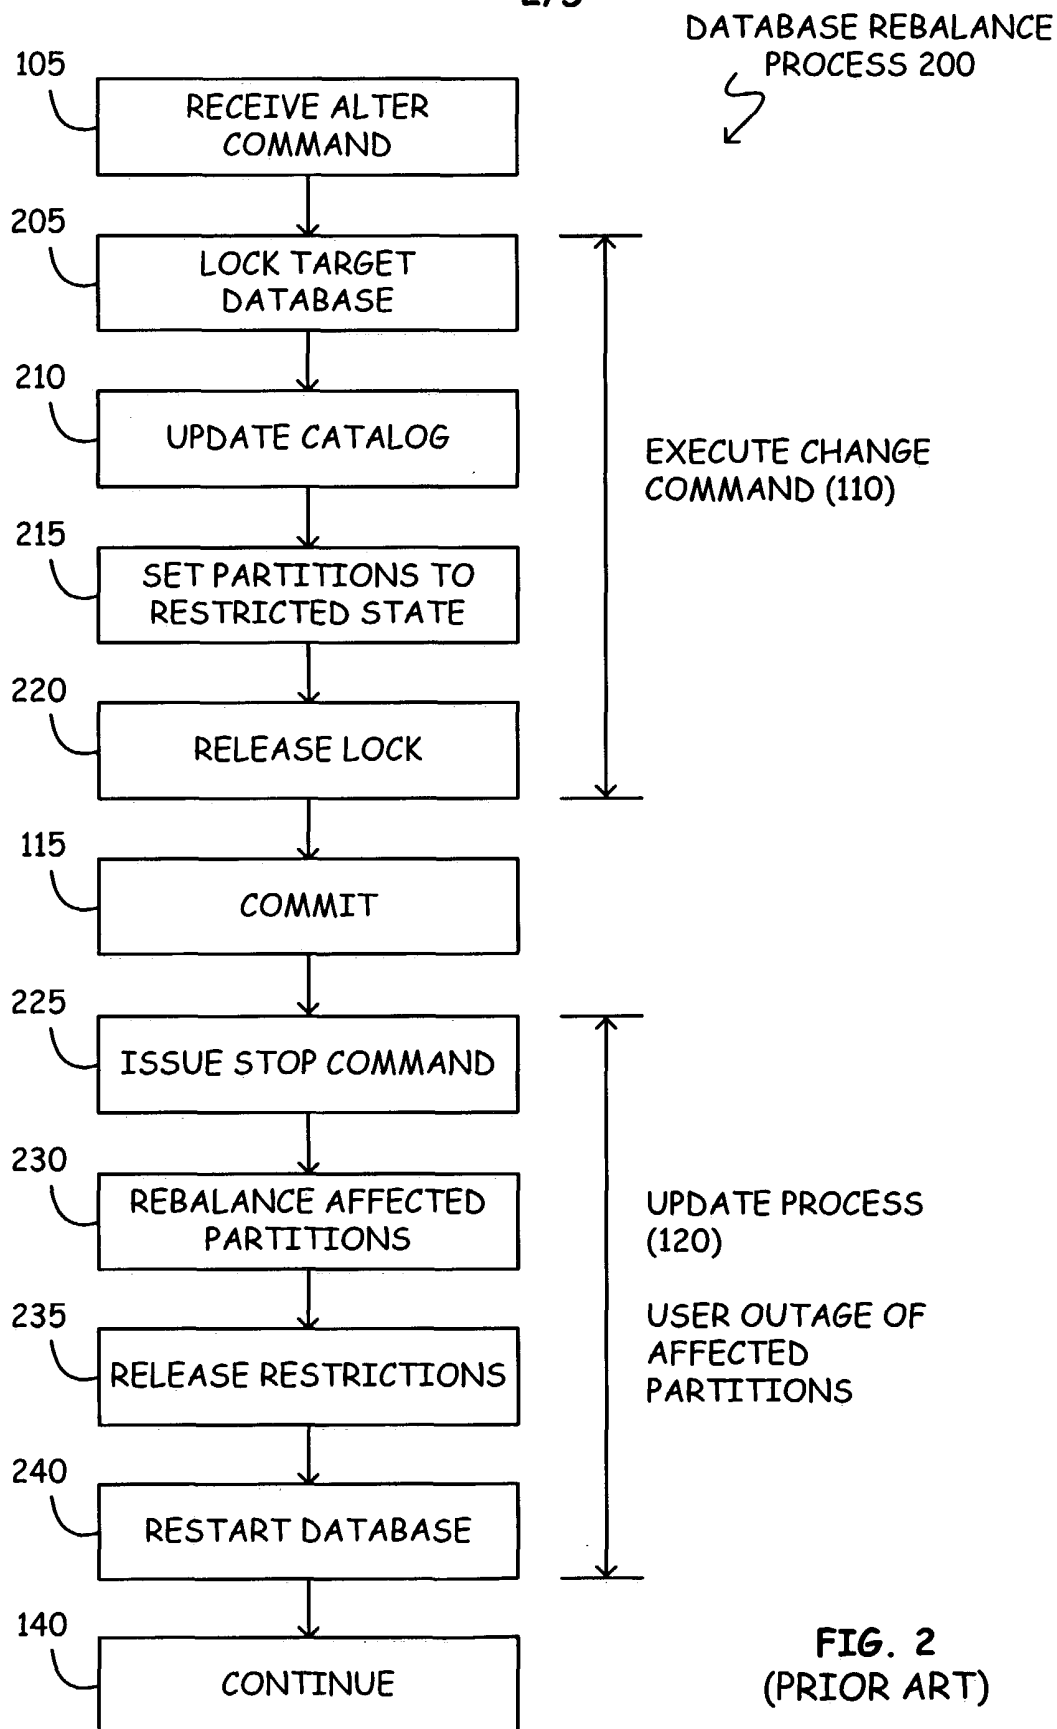 DATABASE REBALANCE
PROCESS 200
105
RECEIVE ALTER
COMMAND
205
LOCK TARGET
DATABASE
210
UPDATE CATALOG
215
SET PARTITIONS TO
RESTRICTED STATE
220
RELEASE LOCK
EXECUTE CHANGE
COMMAND (110)
115
COMMIT
225
ISSUE STOP COMMAND
230
REBALANCE AFFECTED
PARTITIONS
235
RELEASE RESTRICTIONS
240
RESTART DATABASE
UPDATE PROCESS
(120)
USER OUTAGE OF
AFFECTED
PARTITIONS
140
CONTINUE
FIG. 2
(PRIOR ART)